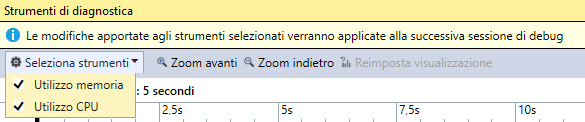 Strumenti di diagnostica
Le modifiche apportate agli strumenti selezionati verranno applicate alla successiva sessione di debug
Seleziona strumenti Zoom avanti Zoom indietro Reimposta visualizzazione
Utilizzo memoria
: 5 secondi
Utilizzo CPU
2,5s 5s 7,5s 10s